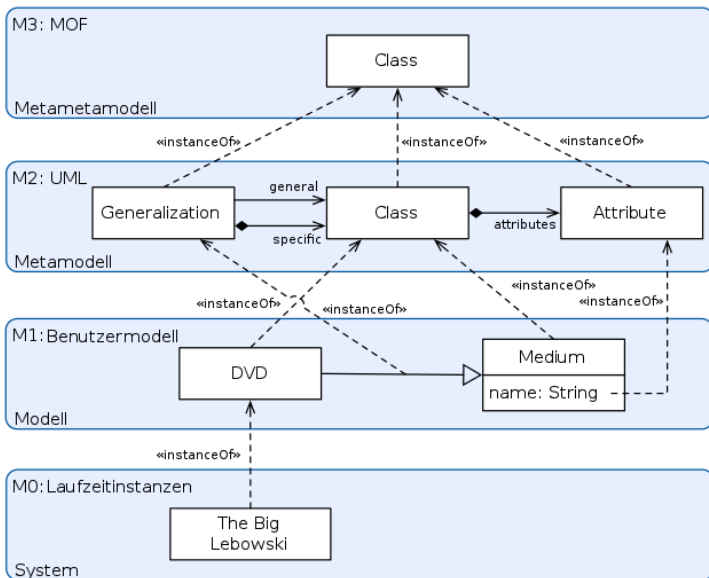 M3: MOF
Class
Metametamodell
«instanceOf»
«instanceOf»
«instanceOf»
M2: UML
general
Generalization
Class
Attribute
specific
attributes
Metamodell
«instanceOf»
«instanceOf»
«instanceOf»
«instanceOf»
M1: Benutzermodell
Medium
DVD
name: String
Modell
«instanceOf»
M0: Laufzeitinstanzen
The Big
Lebowski
System